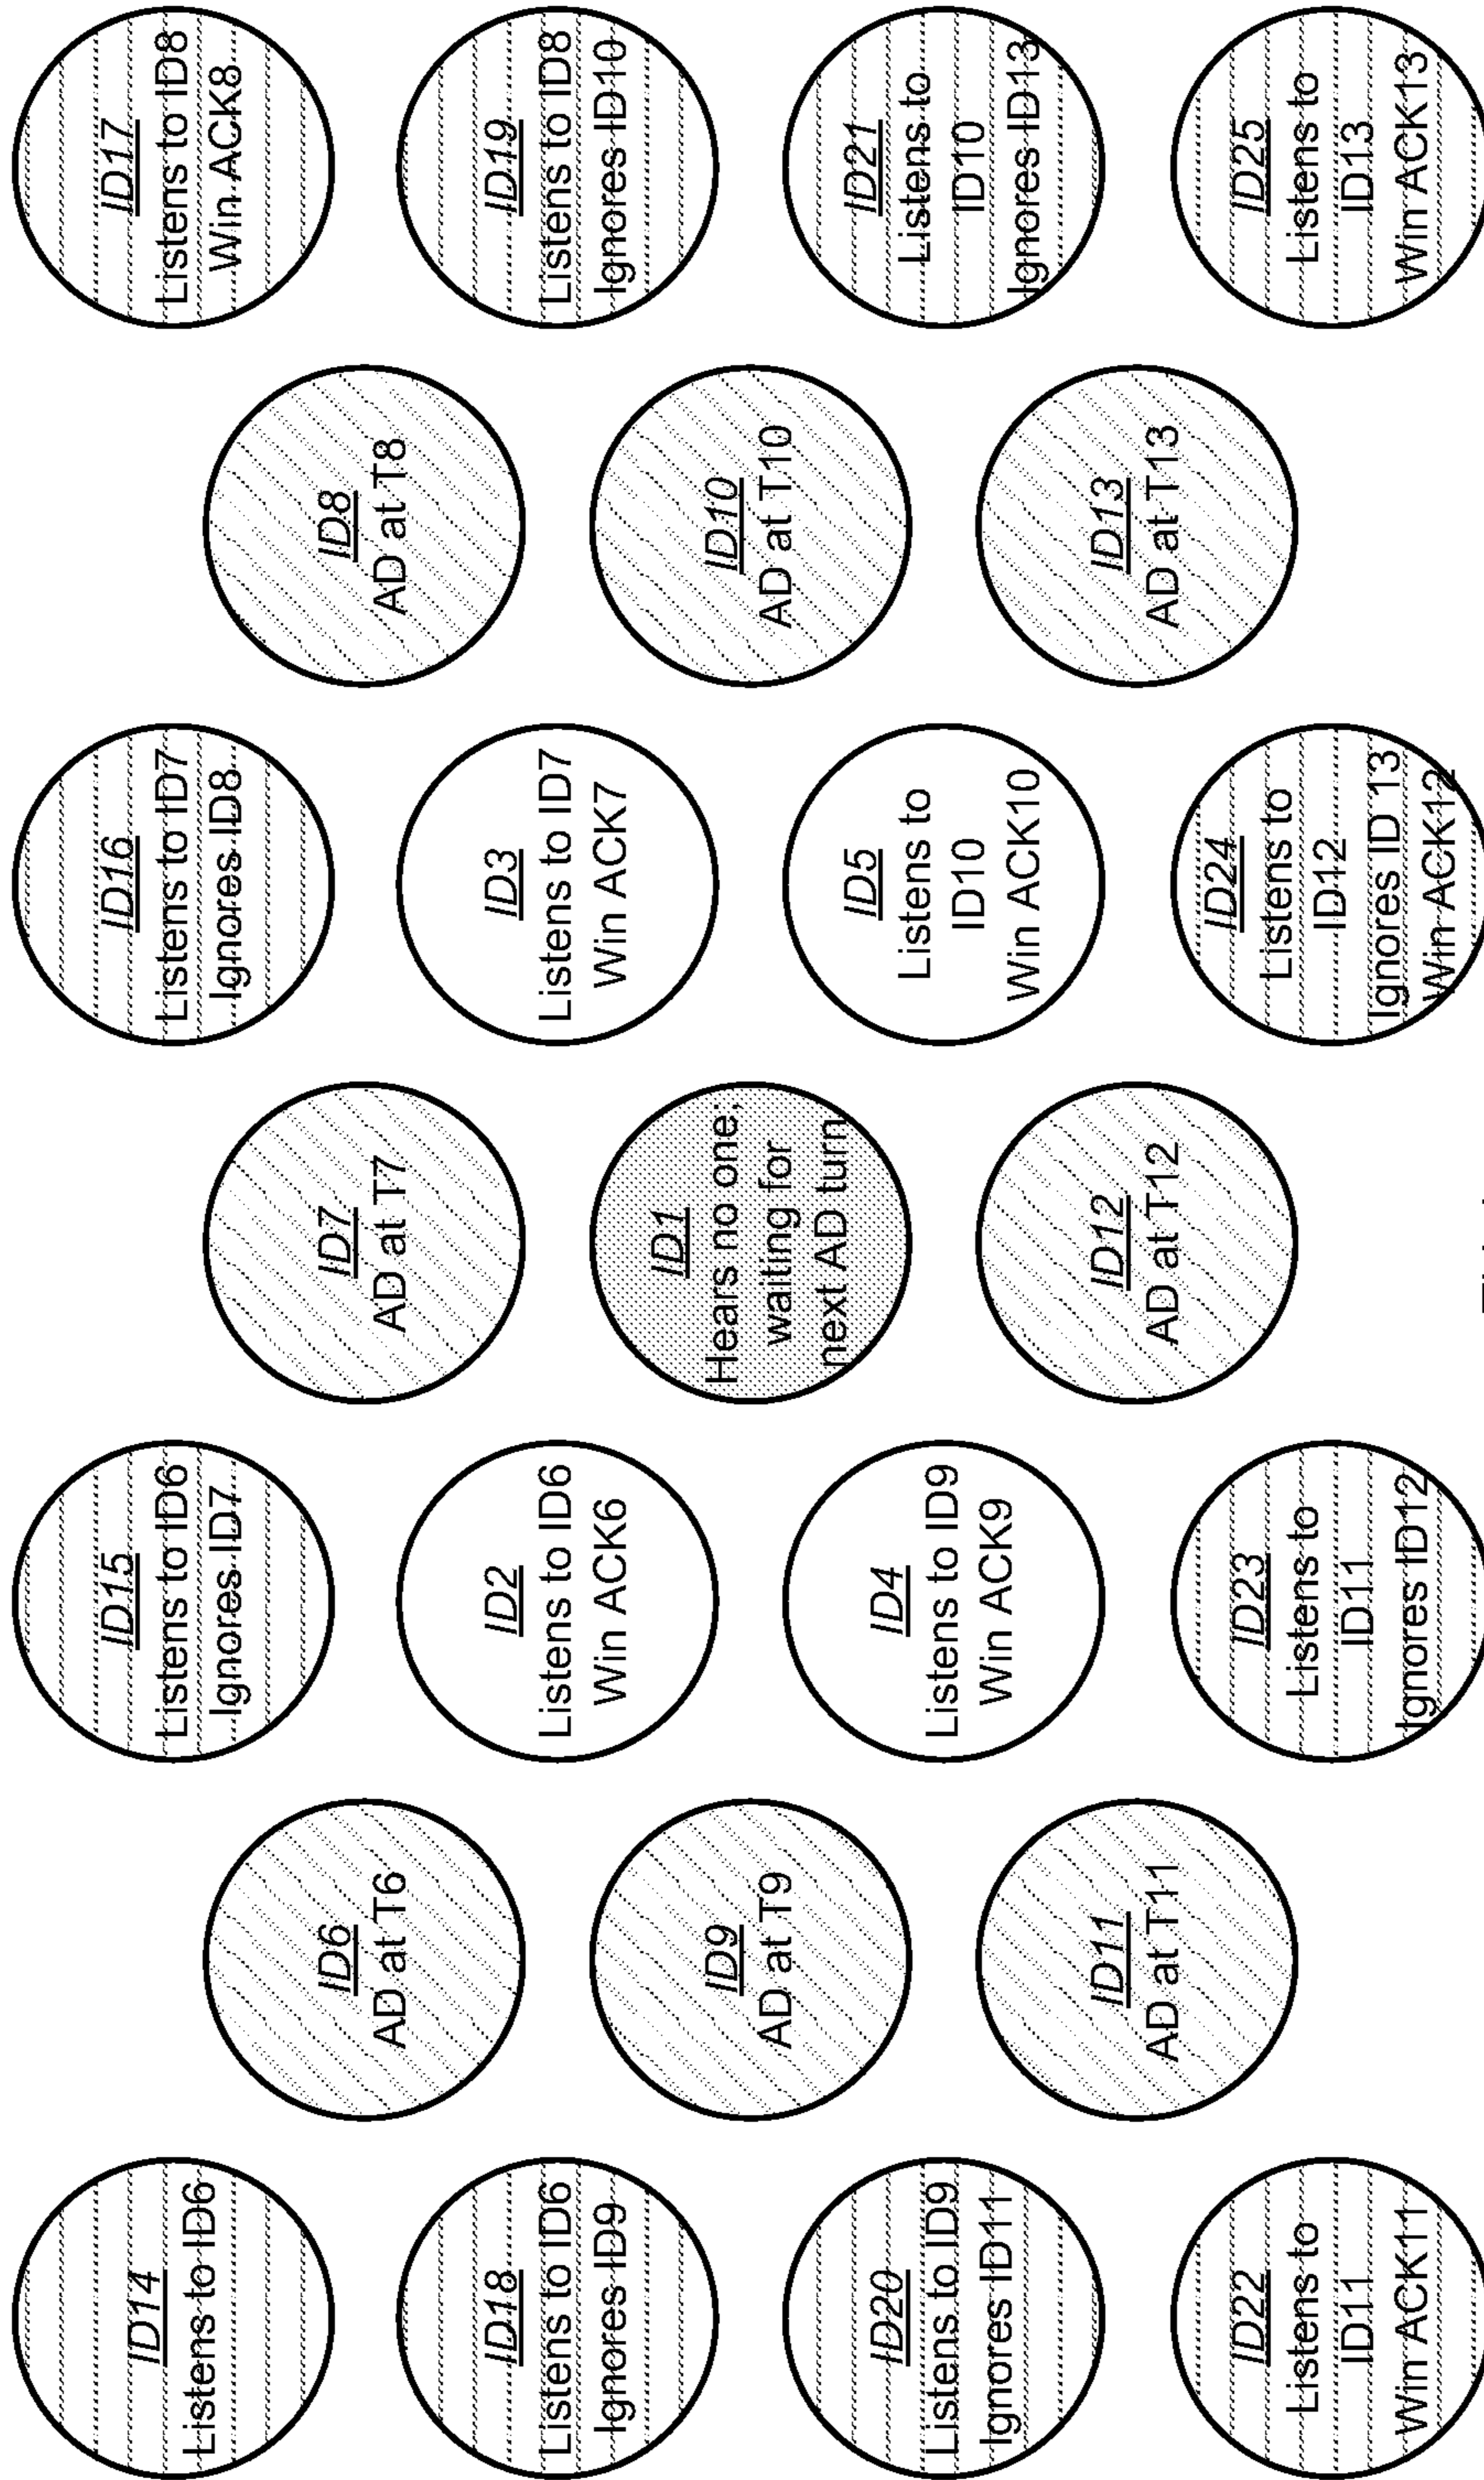 ID14
Listens to ID6
ID15
Listens to ID6
Ignores ID7
ID16
Listens to ID7
Ignores ID8
ID17
Listens to ID8
Win ACK8
ID6
AD at T6
ID7
AD at T7
ID8
AD at T8
ID18
Listens to ID6
Ignores ID9
ID2
Listens to ID6
Win ACK6
ID3
Listens to ID7
Win ACK7
ID19
Listens to ID8
Ignores ID10
ID9
AD at T9
ID1
Hears no one;
waiting for
next AD turn
ID10
AD at T10
ID20
Listens to ID9
Ignores ID11
ID4
Listens to ID9
Win ACK9
ID5
Listens to
ID10
Win ACK10
ID21
Listens to
ID10
Ignores ID13
ID11
AD at T11
ID12
AD at T12
ID13
AD at T13
ID22
Listens to
ID11
Win ACK11
ID23
Listens to
ID11
Ignores ID12
ID24
Listens to
ID12
Ignores ID 13
Win ACK12
ID25
Listens to
ID13
Win ACK13